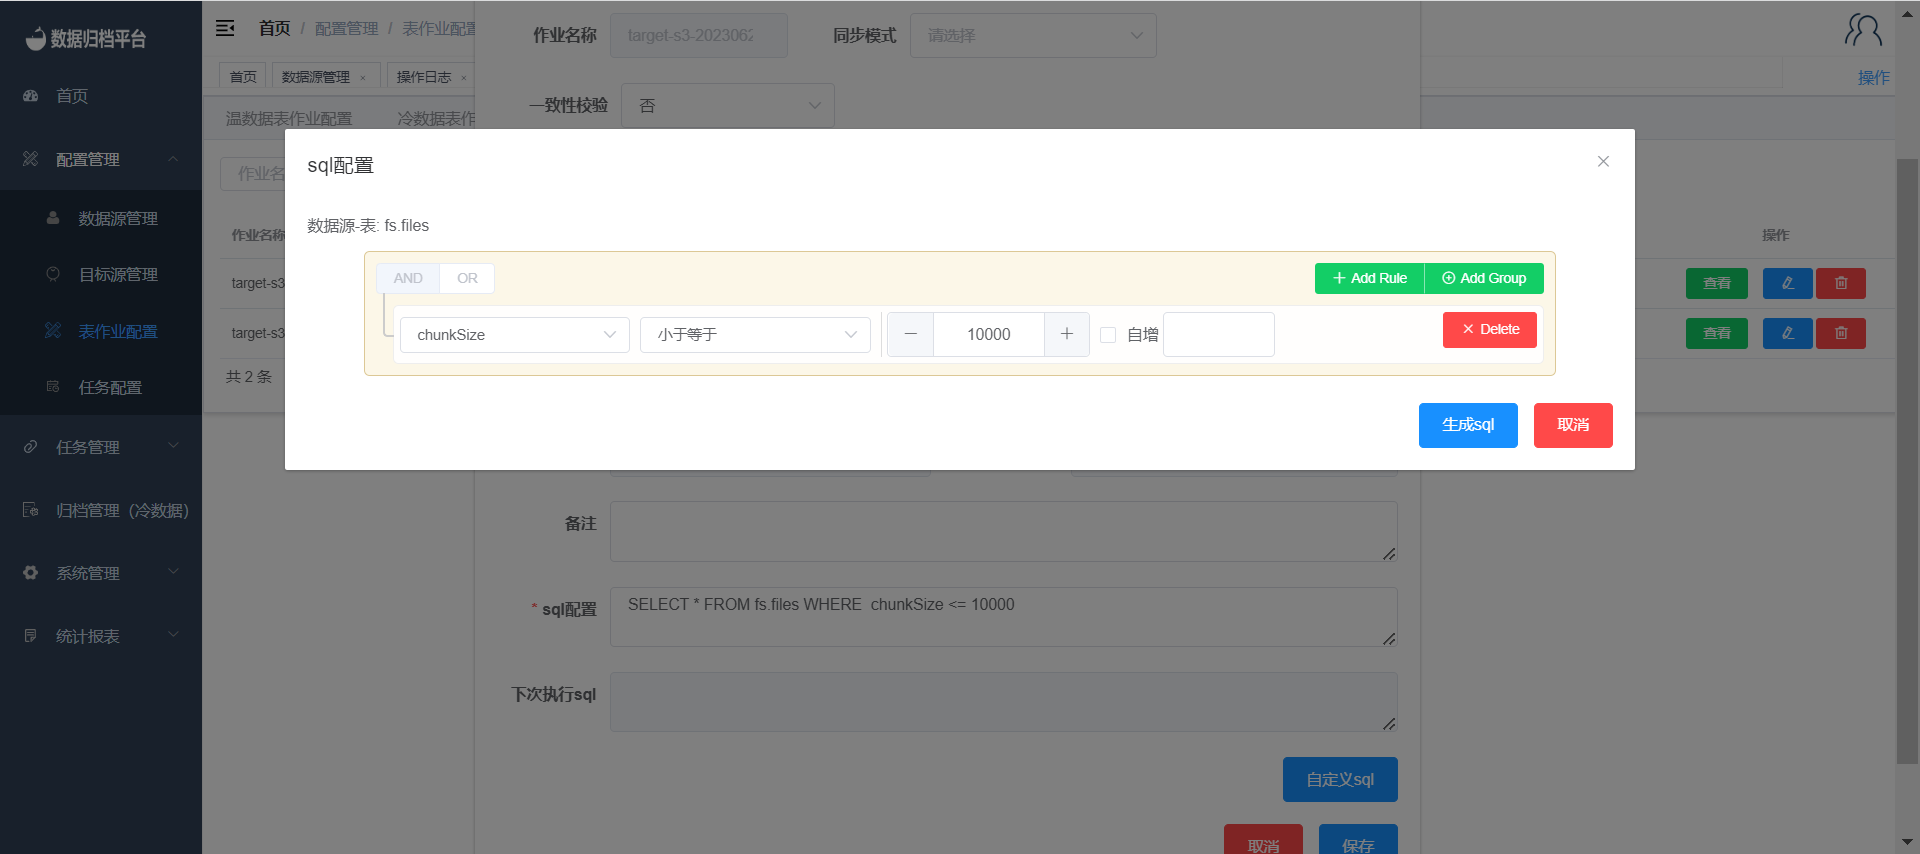 数据归档平台
首页
配置管理
数据源管理
目标源管理
表作业配置
任务配置
任务管理
归档管理（冷数据）
系统管理
统计报表
首页 / 配置管理 / 表作业配置
首页 数据源管理 × 操作日志 × 操作
温数据表作业配置 冷数据表作
作业名
作业名称 操作
target-s3 查看
target-s3 查看
共 2 条
作业名称 target-s3-2023062 同步模式 请选择
一致性校验 否
sql配置
数据源-表: fs.files
AND OR + Add Rule Add Group
chunkSize 小于等于 — 10000 + 自增 × Delete
生成sql 取消
备注
* sql配置 SELECT * FROM fs.files WHERE  chunkSize <= 10000
下次执行sql
自定义sql
取消 保存